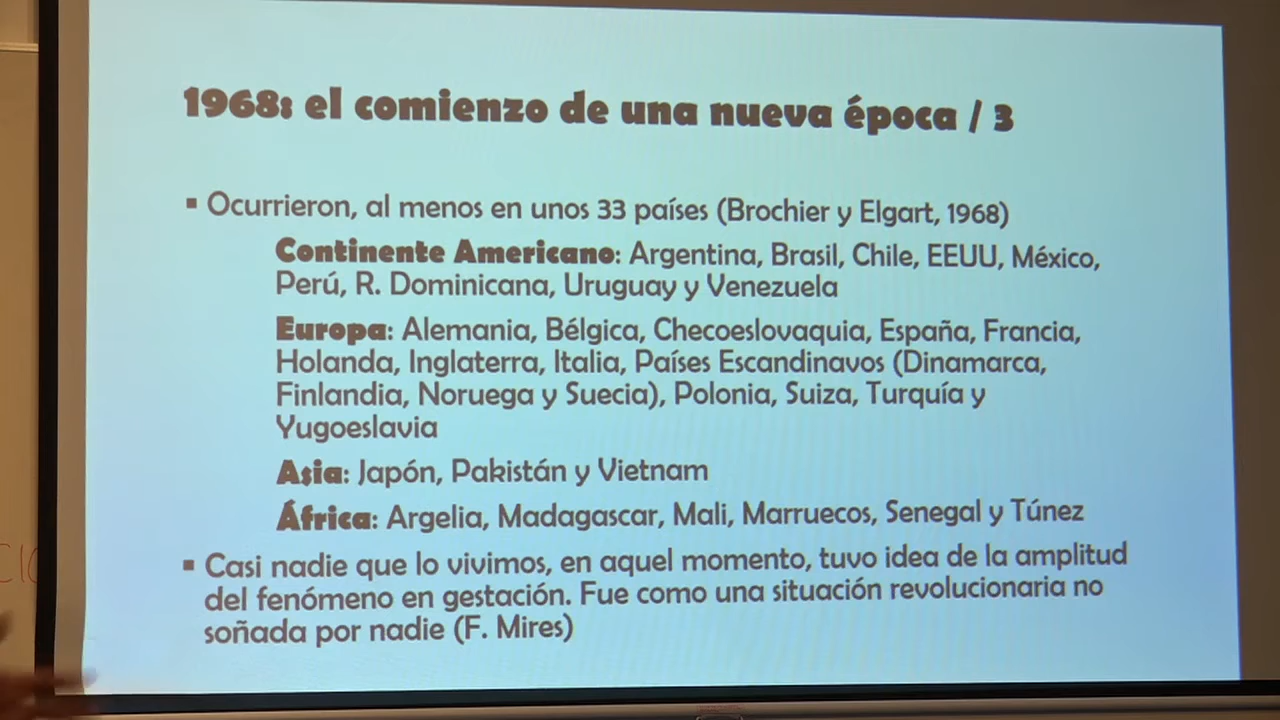 1968: el comienzo de una nueva época / 3
▪ Ocurrieron, al menos en unos 33 países (Brochier y Elgart, 1968)
Continente Americano: Argentina, Brasil, Chile, EEUU, México,
Perú, R. Dominicana, Uruguay y Venezuela
Europa: Alemania, Bélgica, Checoeslovaquia, España, Francia,
Holanda, Inglaterra, Italia, Países Escandinavos (Dinamarca,
Finlandia, Noruega y Suecia), Polonia, Suiza, Turquía y
Yugoeslavia
Asia: Japón, Pakistán y Vietnam
África: Argelia, Madagascar, Mali, Marruecos, Senegal y Túnez
▪ Casi nadie que lo vivimos, en aquel momento, tuvo idea de la amplitud
del fenómeno en gestación. Fue como una situación revolucionaria no
soñada por nadie (F. Mires)